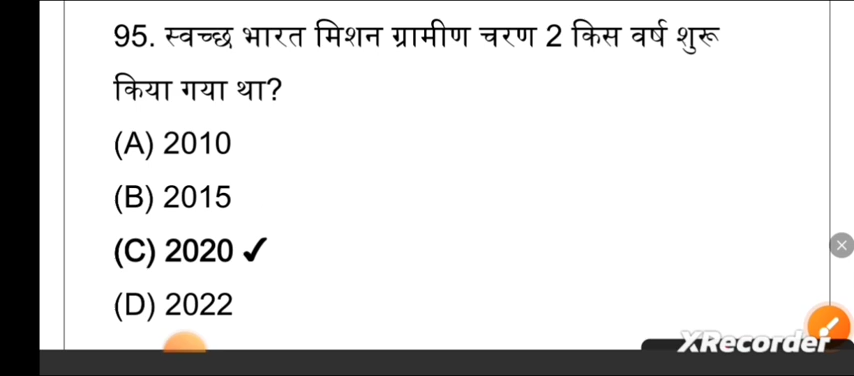 95. स्वच्छ भारत मिशन ग्रामीण चरण 2 किस वर्ष शुरू
किया गया था?
(A) 2010
(B) 2015
(C) 2020 ✓
(D) 2022
XRecorder